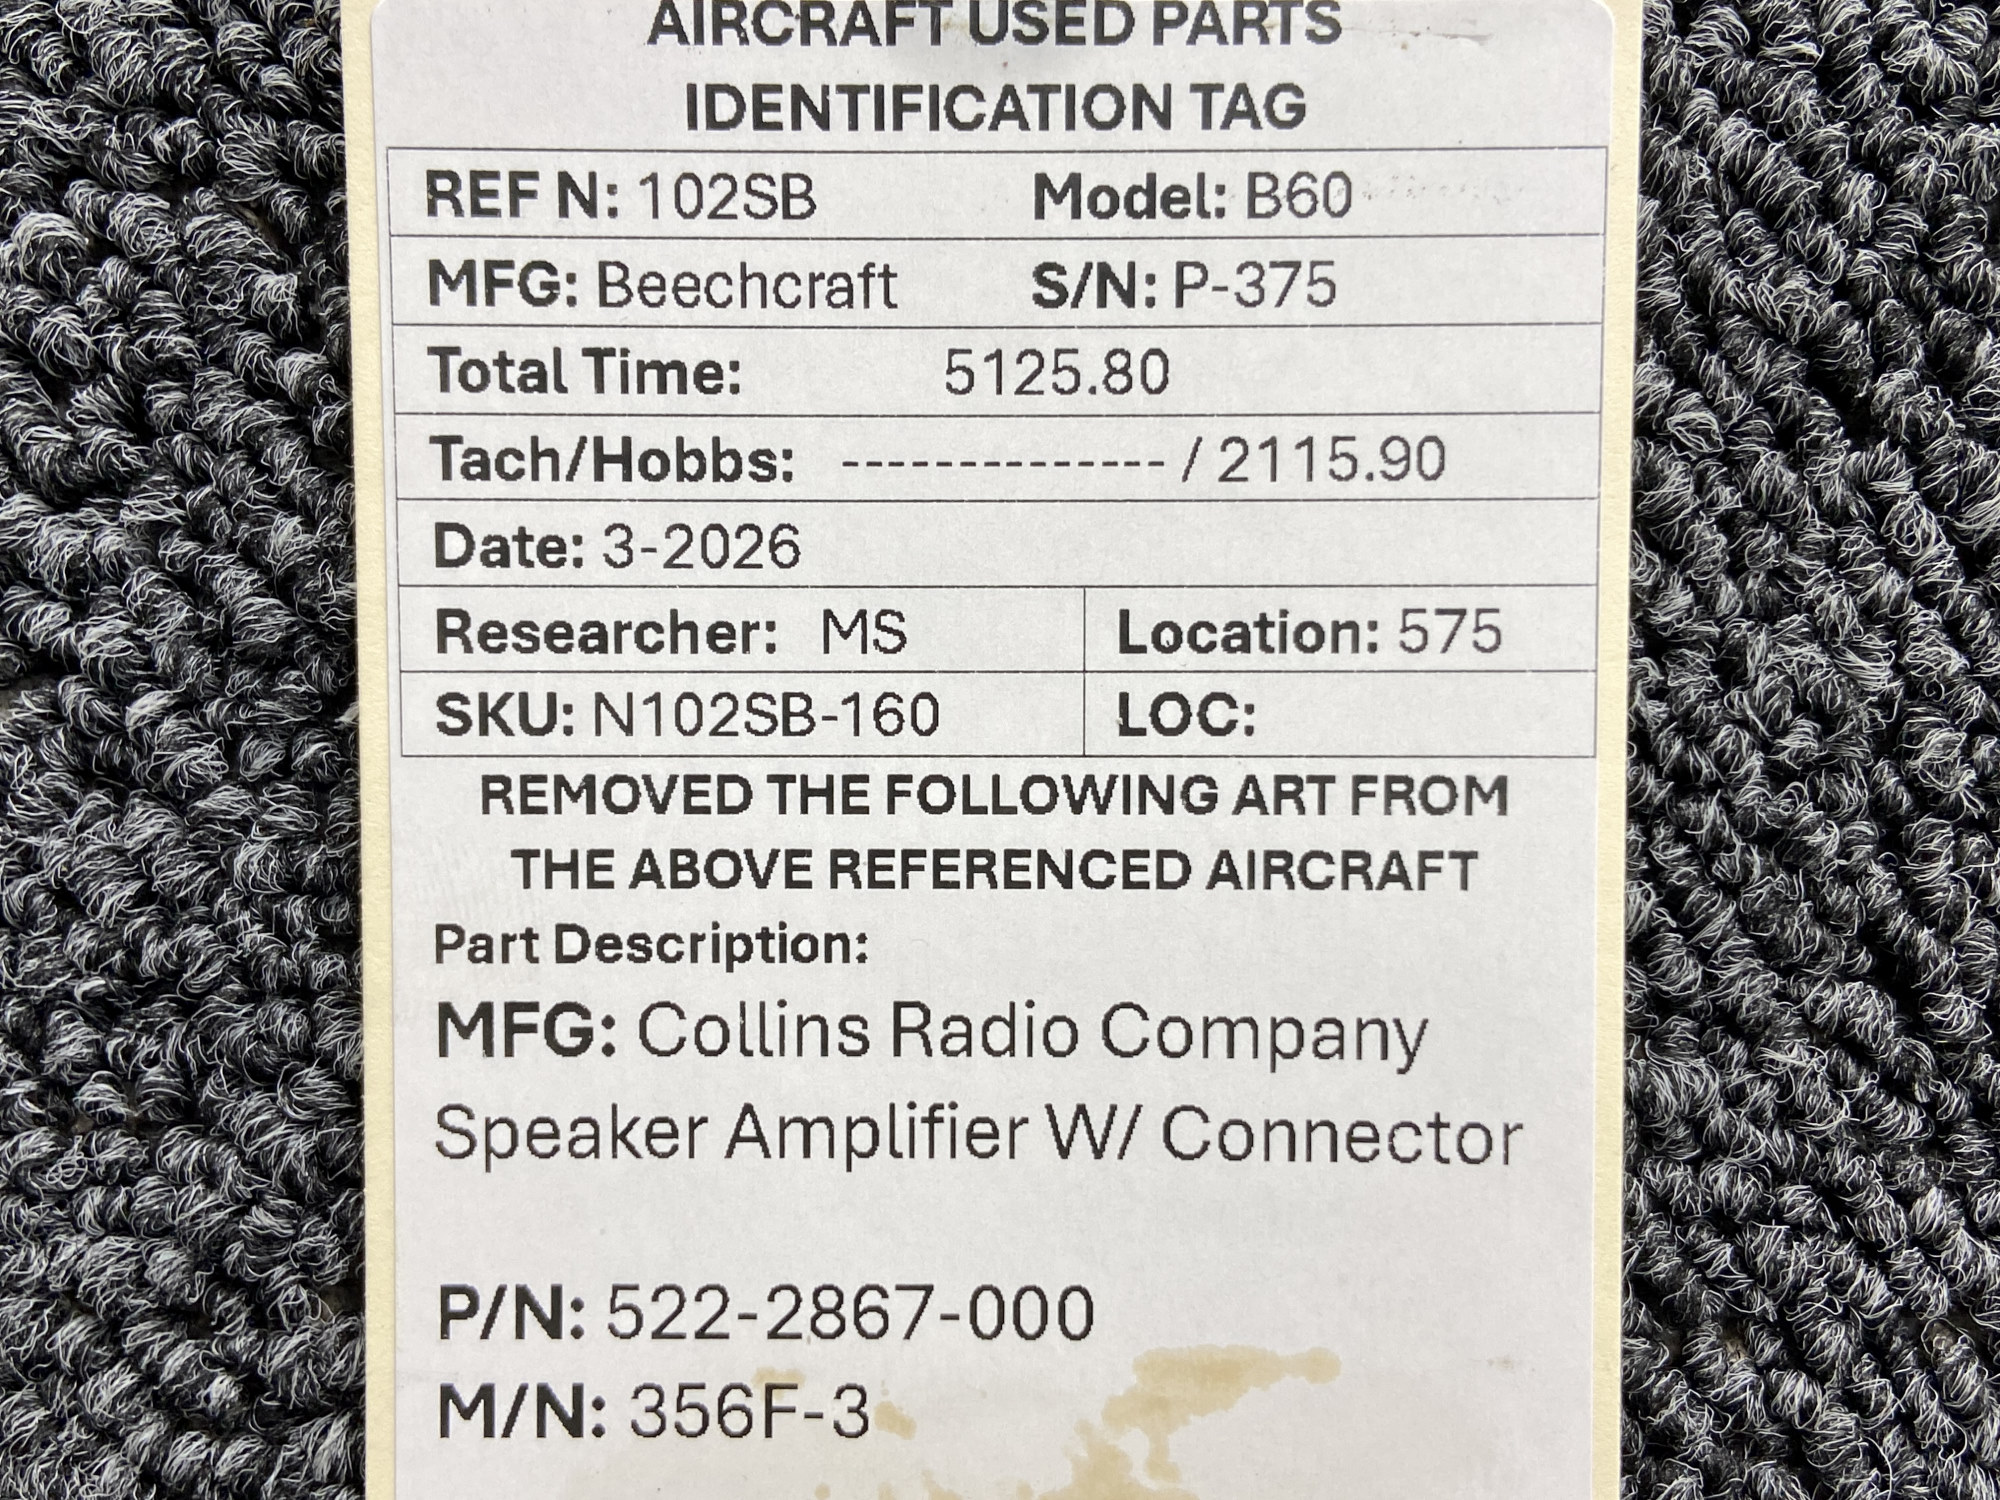 AIRCRAFT USED PARTS
IDENTIFICATION TAG
REF N: 102SB Model: B60
MFG: Beechcraft S/N: P-375
Total Time: 5125.80
Tach/Hobbs: -------------- / 2115.90
Date: 3-2026
Researcher: MS Location: 575
SKU: N102SB-160 LOC:
REMOVED THE FOLLOWING ART FROM
THE ABOVE REFERENCED AIRCRAFT
Part Description:
MFG: Collins Radio Company
Speaker Amplifier W/ Connector
P/N: 522-2867-000
M/N: 356F-3